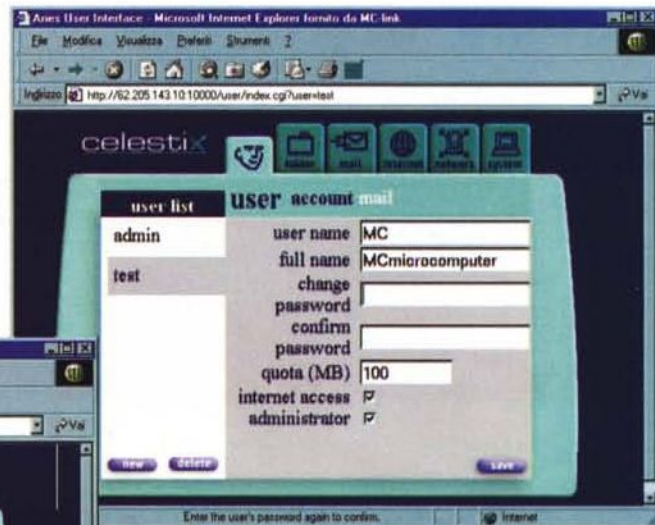 Aries User Interface - Microsoft Internet Explorer fornito da MC-link
File Modifica Visualizza Preferiti Strumenti ?
Indirizzo http://62.205.143.10:10000/user/index.cgi?user=test Vai
celestix
folder mail internet network system
user list
admin
test
new delete
user account mail
user name MC
full name MCmicrocomputer
change password
confirm password
quota (MB) 100
internet access
administrator
save
Enter the user's password again to confirm. Internet
Vai